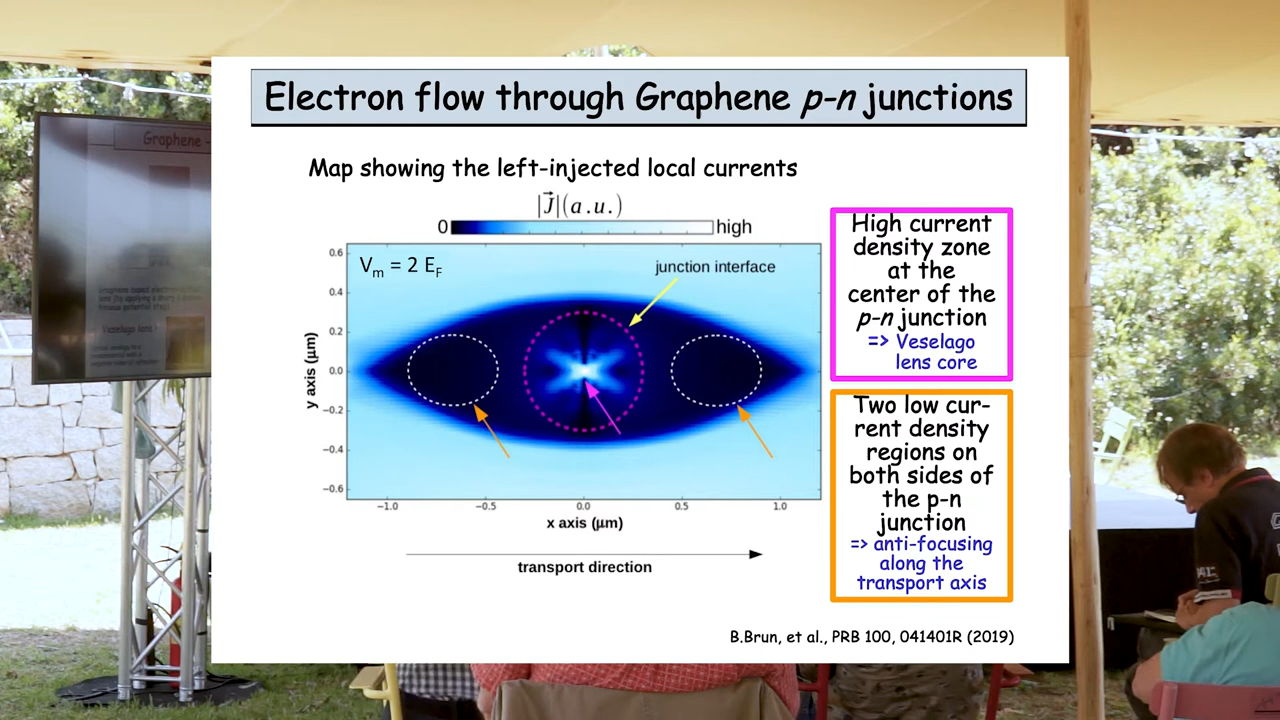 Electron flow through Graphene p-n junctions
Map showing the left-injected local currents
|J⃗|(a.u.)
0 high
V_m = 2 E_F
junction interface
0.6
0.4
0.2
0.0
−0.2
−0.4
−0.6
y axis (μm)
−1.0 −0.5 0.0 0.5 1.0
x axis (μm)
transport direction
High current
density zone
at the
center of the
p-n junction
=> Veselago
lens core
Two low cur-
rent density
regions on
both sides of
the p-n
junction
=> anti-focusing
along the
transport axis
B.Brun, et al., PRB 100, 041401R (2019)
Graphene -